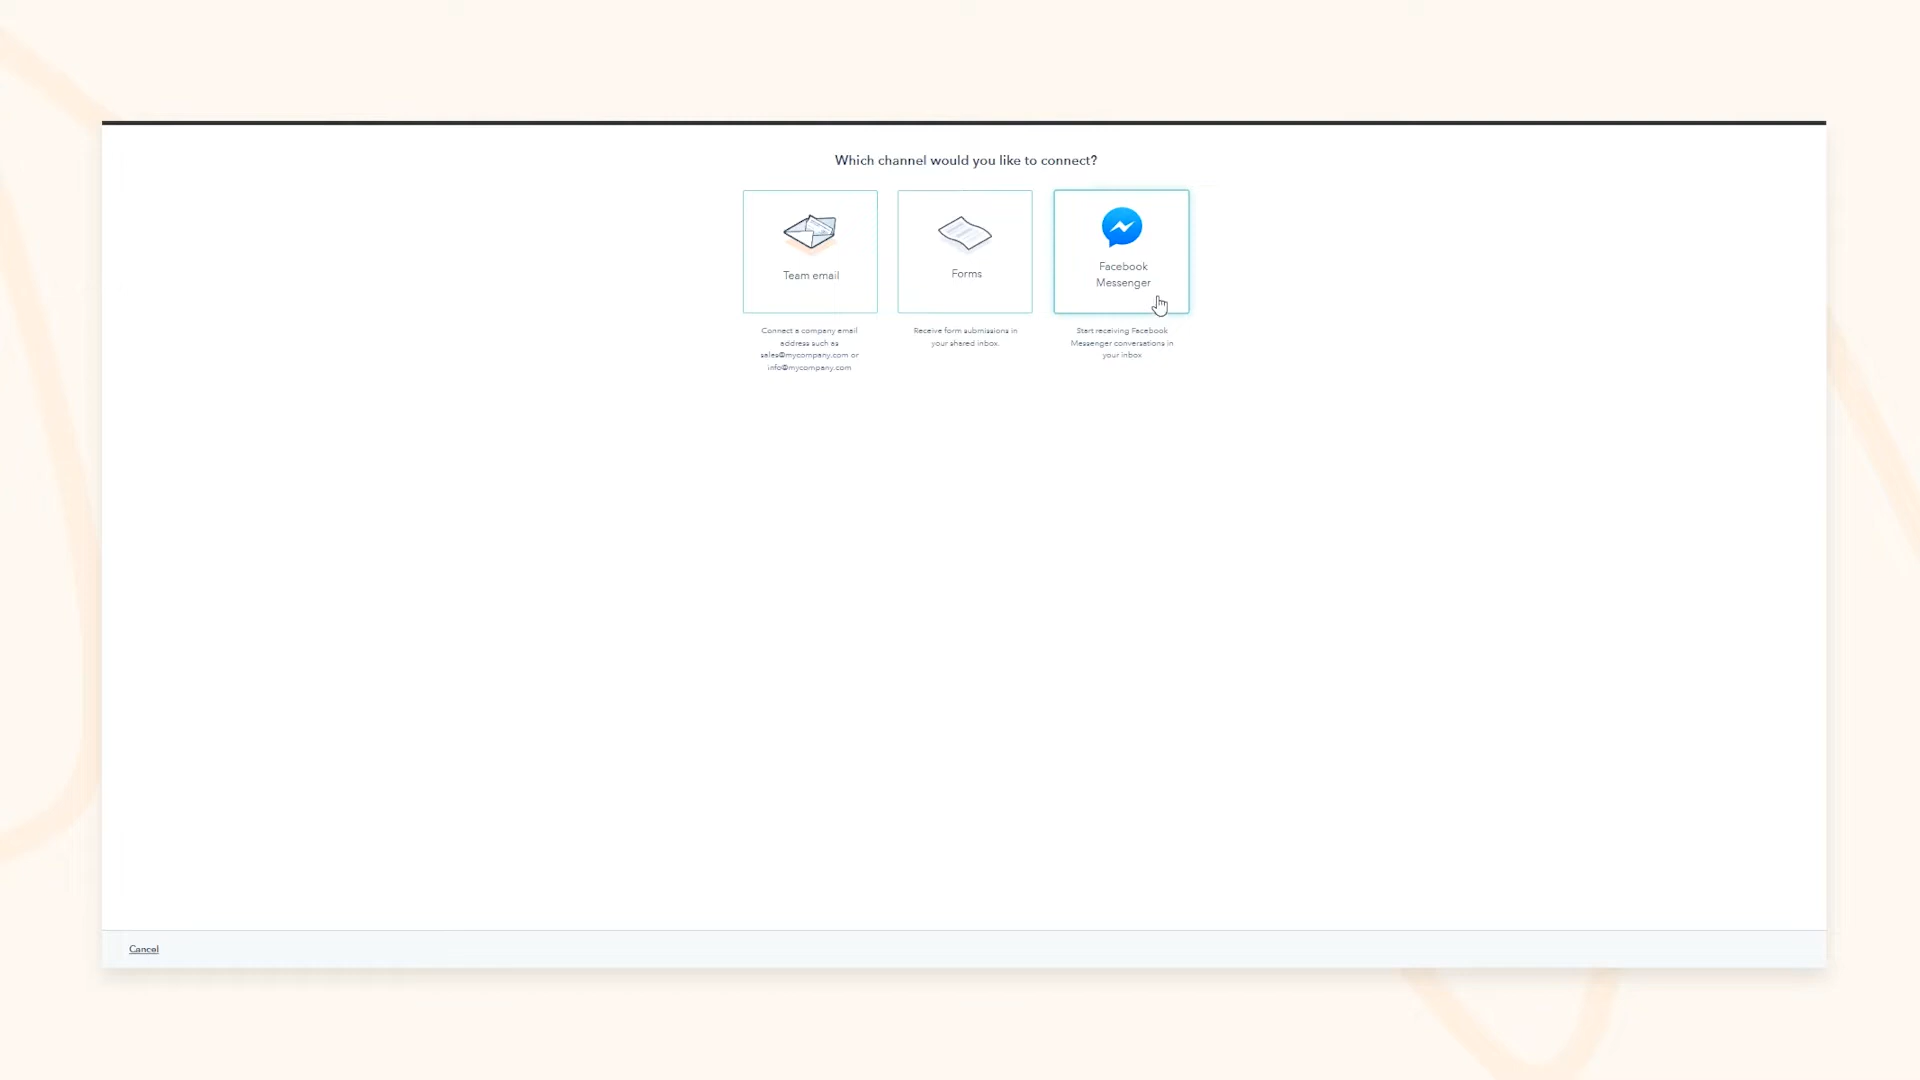 Which channel would you like to connect?
Team email
Forms
Facebook
Messenger
Connect a company email
address such as
sales@mycompany.com or
info@mycompany.com
Receive form submissions in
your shared inbox.
Start receiving Facebook
Messenger conversations in
your inbox
Cancel